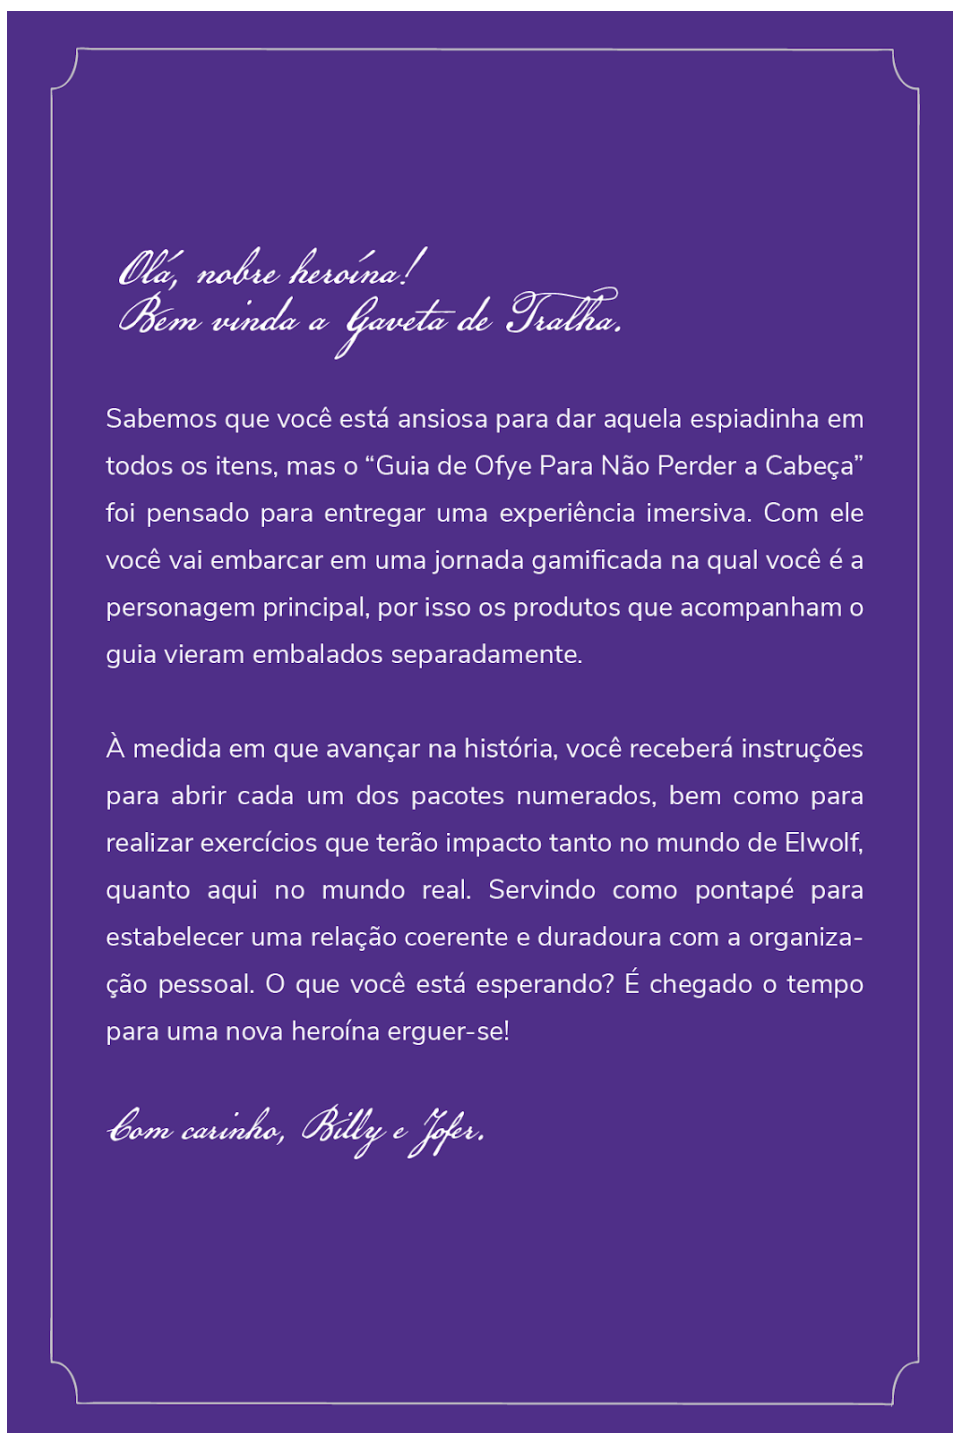 Olá, nobre heroína!
Bem vinda a Gaveta de Tralha.
Sabemos que você está ansiosa para dar aquela espiadinha em
todos os itens, mas o “Guia de Ofye Para Não Perder a Cabeça”
foi pensado para entregar uma experiência imersiva. Com ele
você vai embarcar em uma jornada gamificada na qual você é a
personagem principal, por isso os produtos que acompanham o
guia vieram embalados separadamente.
À medida em que avançar na história, você receberá instruções
para abrir cada um dos pacotes numerados, bem como para
realizar exercícios que terão impacto tanto no mundo de Elwolf,
quanto aqui no mundo real. Servindo como pontapé para
estabelecer uma relação coerente e duradoura com a organiza-
ção pessoal. O que você está esperando? É chegado o tempo
para uma nova heroína erguer-se!
Com carinho, Billy e Jofer.